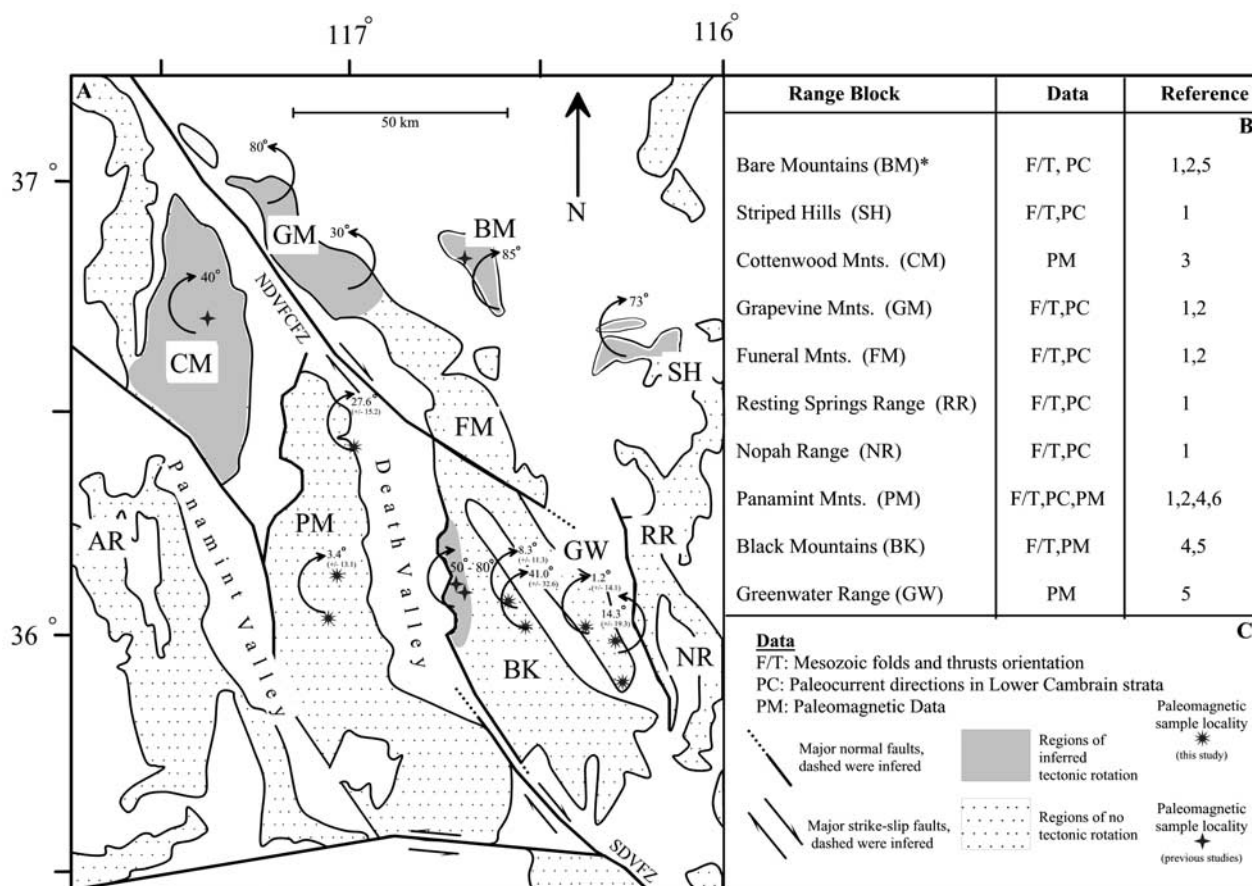 117°
116°
A
50 km
37°
80°
N
GM
30°
BM
85°
40°
NDVFCFZ
73°
CM
SH
27.6°
(+/- 15.2)
FM
Panamint Valley
Death Valley
PM
AR
GW
RR
3.4°
(+/- 13.1)
50°- 80°
8.3°
(+/- 11.3)
41.0°
(+/- 32.6)
1.2°
(+/- 14.1)
14.3°
(+/- 19.3)
36°
BK
NR
SDVFZ
Range Block Data Reference
B
Bare Mountains (BM)* F/T, PC 1,2,5
Striped Hills (SH) F/T,PC 1
Cottenwood Mnts. (CM) PM 3
Grapevine Mnts. (GM) F/T,PC 1,2
Funeral Mnts. (FM) F/T,PC 1,2
Resting Springs Range (RR) F/T,PC 1
Nopah Range (NR) F/T,PC 1
Panamint Mnts. (PM) F/T,PC,PM 1,2,4,6
Black Mountains (BK) F/T,PM 4,5
Greenwater Range (GW) PM 5
C
Data
F/T: Mesozoic folds and thrusts orientation
PC: Paleocurrent directions in Lower Cambrain strata
PM: Paleomagnetic Data
Major normal faults,
dashed were infered
Regions of
inferred
tectonic rotation
Paleomagnetic
sample locality
(this study)
Major strike-slip faults,
dashed were infered
Regions of no
tectonic rotation
Paleomagnetic
sample locality
(previous studies)